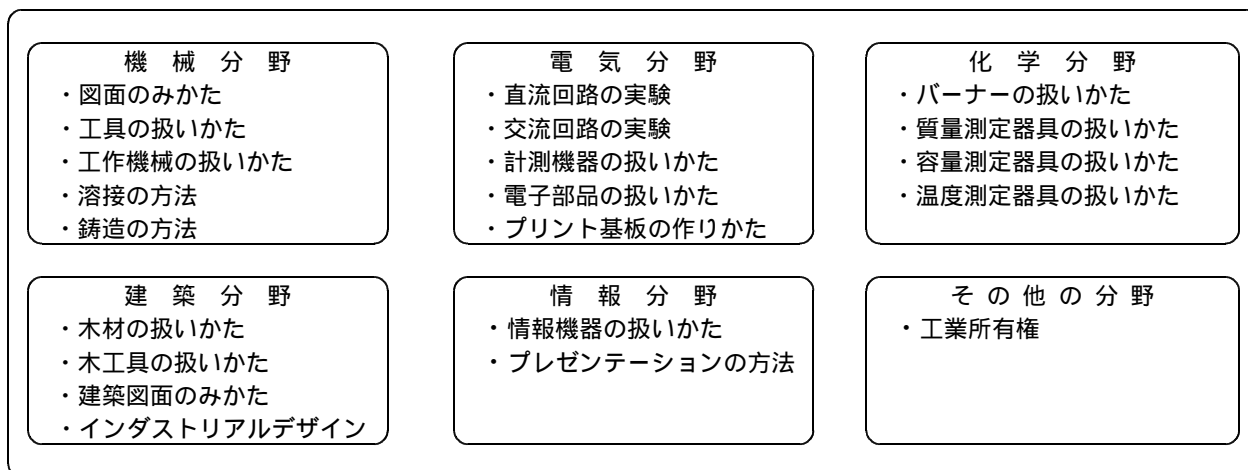 機械分野
・図面のみかた
・工具の扱いかた
・工作機械の扱いかた
・溶接の方法
・鋳造の方法
電気分野
・直流回路の実験
・交流回路の実験
・計測機器の扱いかた
・電子部品の扱いかた
・プリント基板の作りかた
化学分野
・バーナーの扱いかた
・質量測定器具の扱いかた
・容量測定器具の扱いかた
・温度測定器具の扱いかた
建築分野
・木材の扱いかた
・木工具の扱いかた
・建築図面のみかた
・インダストリアルデザイン
情報分野
・情報機器の扱いかた
・プレゼンテーションの方法
その他の分野
・工業所有権